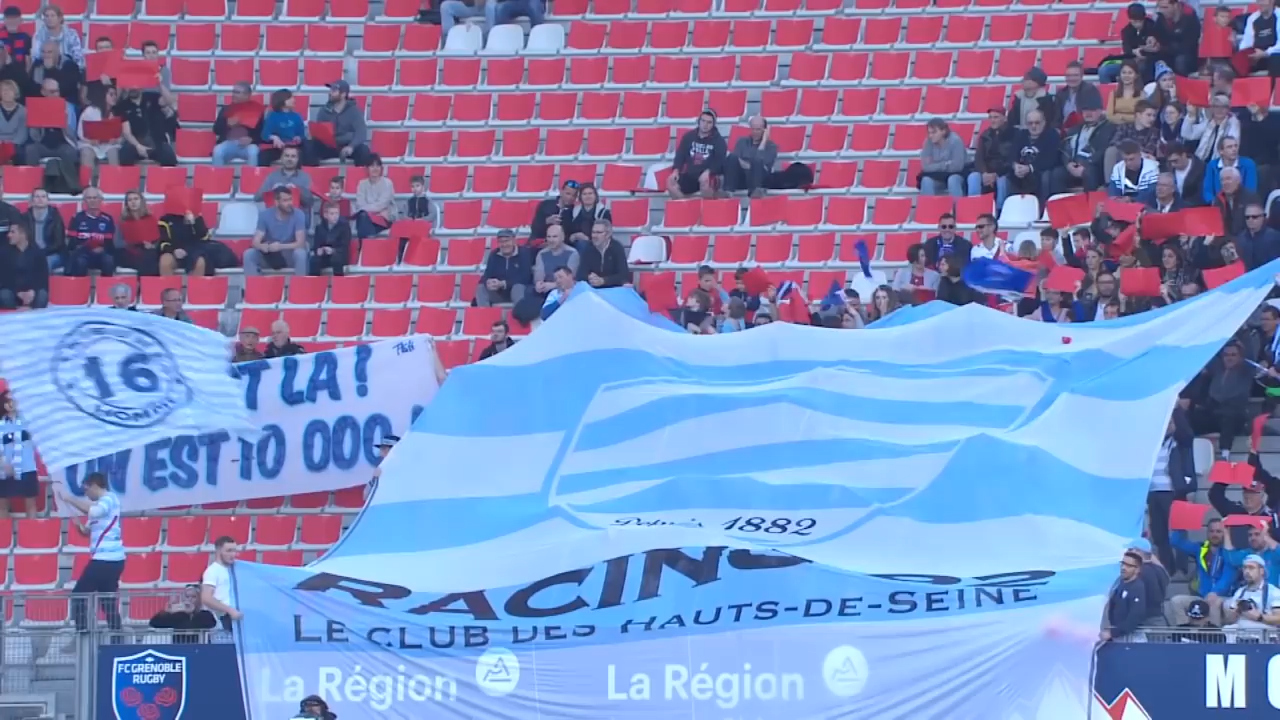 16
T LA ?
ON EST 10 000
Depuis 1882
RACING 92
LE CLUB DES HAUTS-DE-SEINE
La Région
La Région
FC GRENOBLE
RUGBY
M